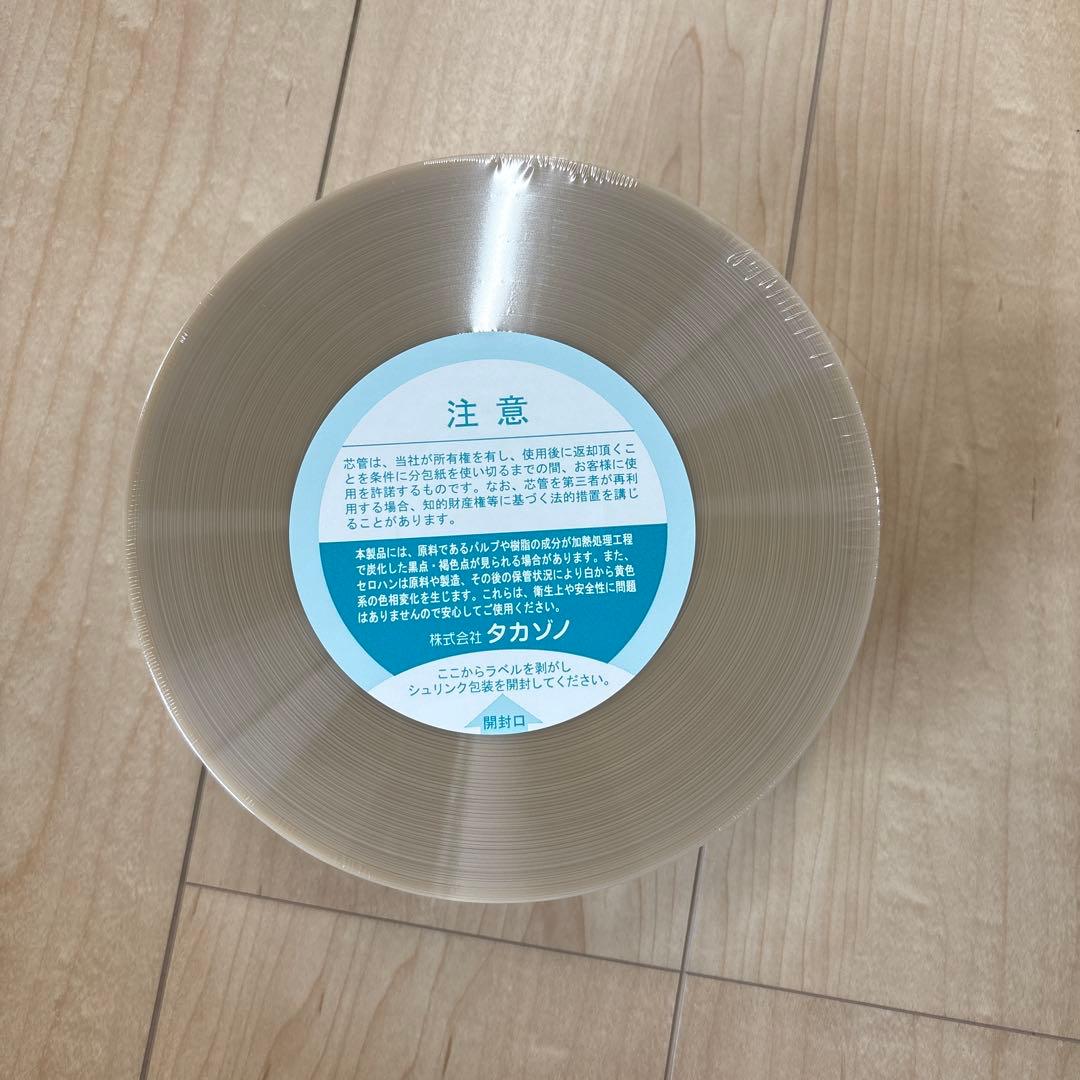 注意
芯管は、当社が所有権を有し、使用後に返却頂くこ
とを条件に分包紙を使い切るまでの間、お客様に使
用を許諾するものです。なお、芯管を第三者が再利
用する場合、知的財産権等に基づく法的措置を講じ
ることがあります。
本製品には、原料であるパルプや樹脂の成分が加熱処理工程
で炭化した黒点・褐色点が見られる場合があります。また、
セロハンは原料や製造、その後の保管状況により白から黄色
系の色相変化を生じます。これらは、衛生上や安全性に問題
はありませんので安心してご使用ください。
株式会社 タカゾノ
ここからラベルを剥がし
シュリンク包装を開封してください。
開封口